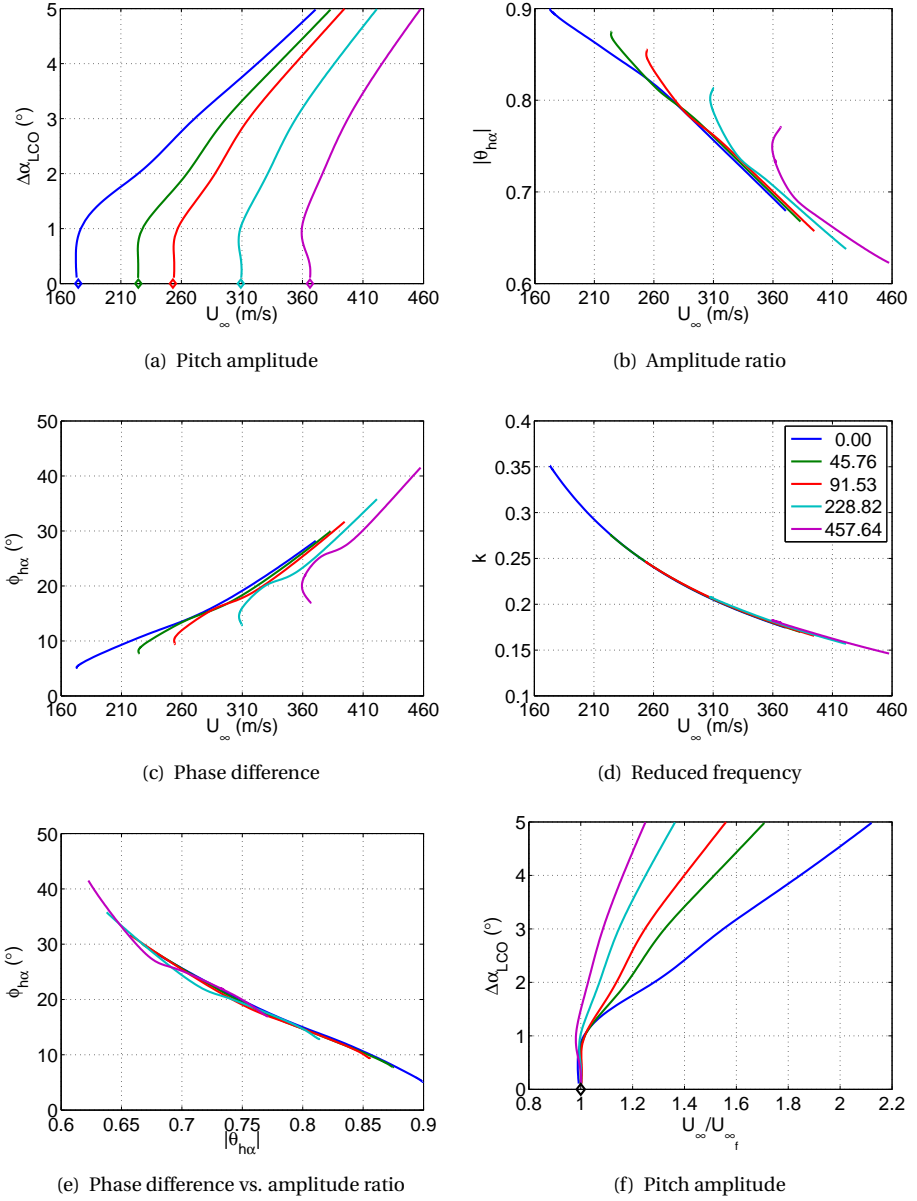 5
4
3
2
1
0
Δα_LCO (°)
160 210 260 310 360 410 460
U_∞ (m/s)
(a) Pitch amplitude
0.9
0.8
0.7
0.6
|θ_hα|
160 210 260 310 360 410 460
U_∞ (m/s)
(b) Amplitude ratio
50
40
30
20
10
0
ϕ_hα (°)
160 210 260 310 360 410 460
U_∞ (m/s)
(c) Phase difference
0.4
0.35
0.3
0.25
0.2
0.15
0.1
k
0.00
45.76
91.53
228.82
457.64
160 210 260 310 360 410 460
U_∞ (m/s)
(d) Reduced frequency
50
40
30
20
10
0
ϕ_hα (°)
0.6 0.65 0.7 0.75 0.8 0.85 0.9
|θ_hα|
(e) Phase difference vs. amplitude ratio
5
4
3
2
1
0
Δα_LCO (°)
0.8 1 1.2 1.4 1.6 1.8 2 2.2
U_∞/U_∞_f
(f) Pitch amplitude